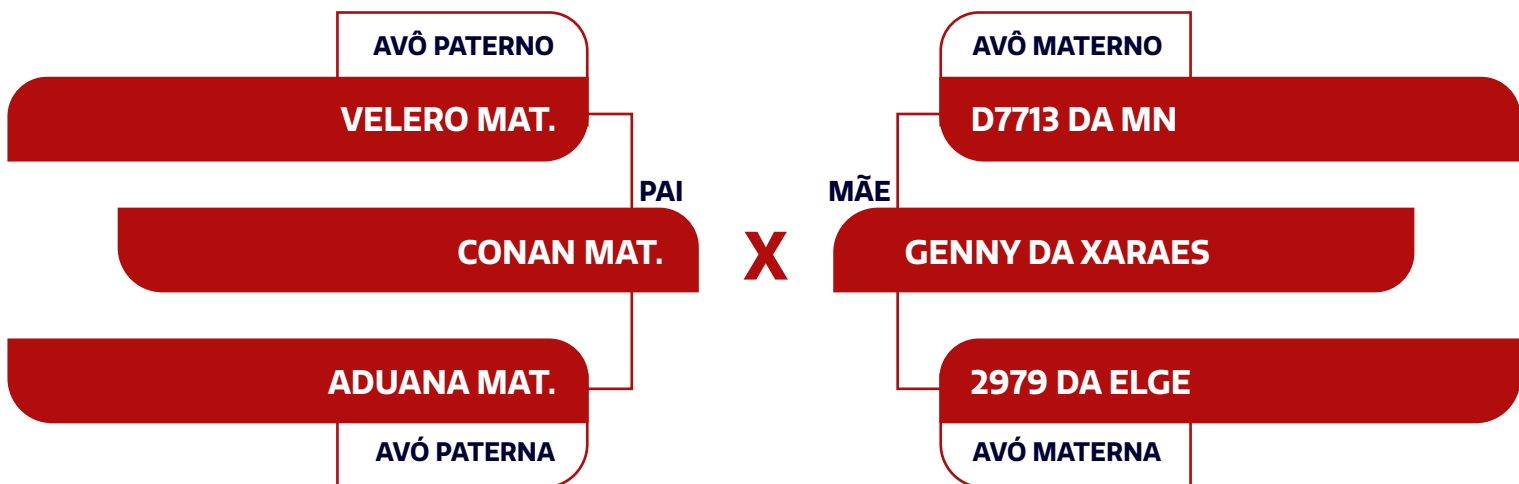 AVÔ PATERNO
AVÔ MATERNO
VELERO MAT.
D7713 DA MN
PAI
MÃE
CONAN MAT.
X
GENNY DA XARAES
ADUANA MAT.
2979 DA ELGE
AVÓ PATERNA
AVÓ MATERNA